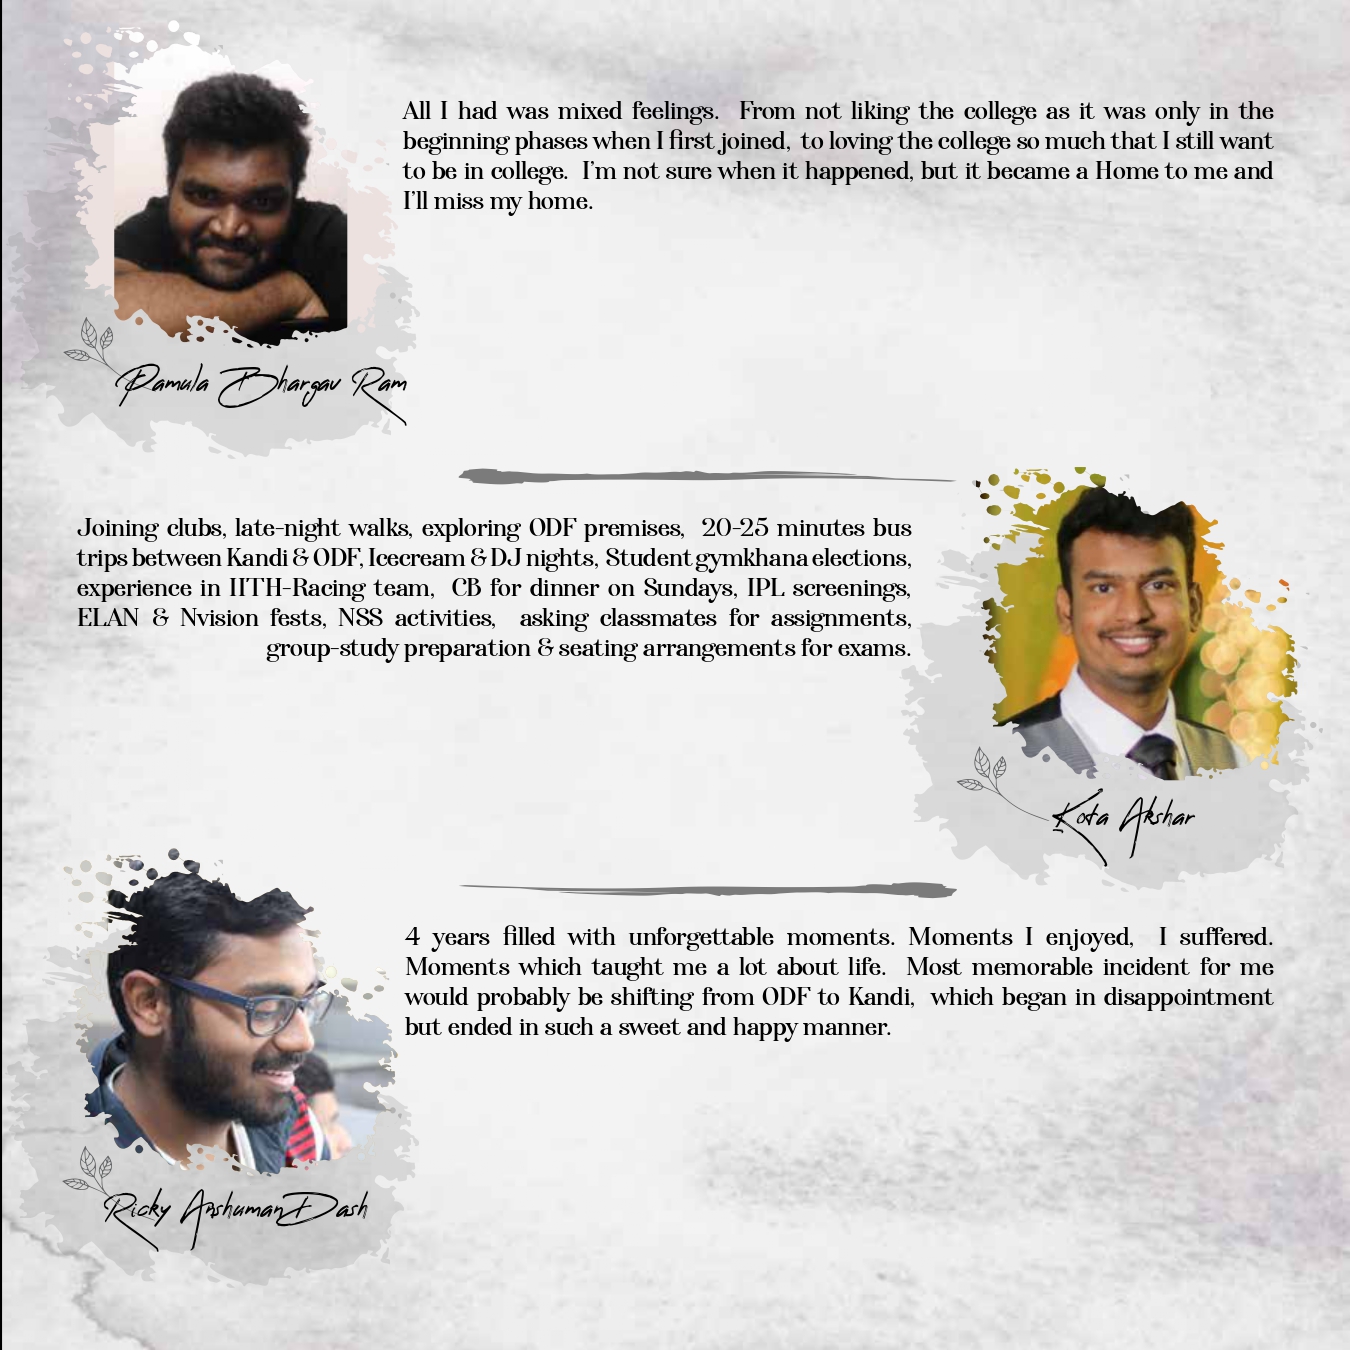 All I had was mixed feelings. From not liking the college as it was only in the
beginning phases when I first joined, to loving the college so much that I still want
to be in college. I'm not sure when it happened, but it became a Home to me and
I'll miss my home.
Pamula Bhargav Ram
Joining clubs, late-night walks, exploring ODF premises, 20-25 minutes bus
trips between Kandi & ODF, Icecream & DJ nights, Student gymkhana elections,
experience in IITH-Racing team, CB for dinner on Sundays, IPL screenings,
ELAN & Nvision fests, NSS activities, asking classmates for assignments,
group-study preparation & seating arrangements for exams.
Kota Akshar
4 years filled with unforgettable moments. Moments I enjoyed, I suffered.
Moments which taught me a lot about life. Most memorable incident for me
would probably be shifting from ODF to Kandi, which began in disappointment
but ended in such a sweet and happy manner.
Ricky Anshuman Dash